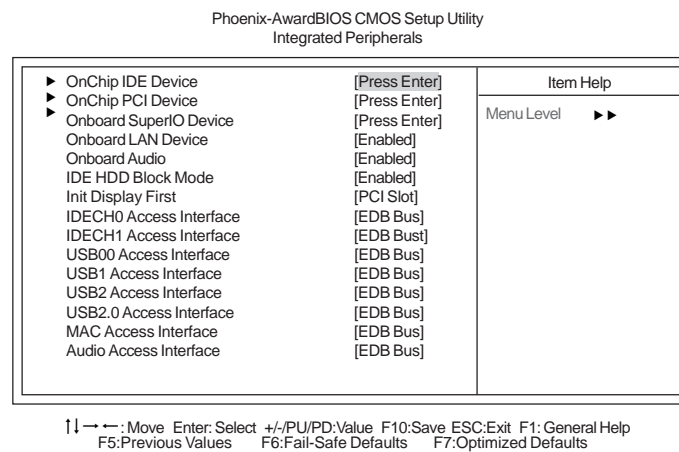 Phoenix-AwardBIOS CMOS Setup Utility
Integrated Peripherals
OnChip IDE Device [Press Enter]
OnChip PCI Device [Press Enter]
Onboard SuperIO Device [Press Enter]
Onboard LAN Device [Enabled]
Onboard Audio [Enabled]
IDE HDD Block Mode [Enabled]
Init Display First [PCI Slot]
IDECH0 Access Interface [EDB Bus]
IDECH1 Access Interface [EDB Bust]
USB00 Access Interface [EDB Bus]
USB1 Access Interface [EDB Bus]
USB2 Access Interface [EDB Bus]
USB2.0 Access Interface [EDB Bus]
MAC Access Interface [EDB Bus]
Audio Access Interface [EDB Bus]
Item Help
Menu Level ▶▶
↑↓→←: Move Enter: Select +/-/PU/PD:Value F10:Save ESC:Exit F1: General Help
F5:Previous Values F6:Fail-Safe Defaults F7:Optimized Defaults